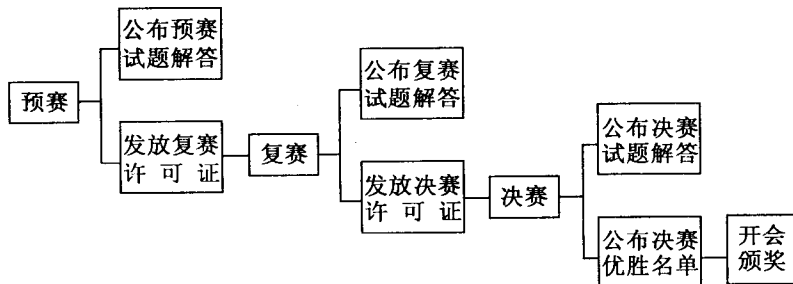 预赛
公布预赛
试题解答
发放复赛
许可证
复赛
公布复赛
试题解答
发放决赛
许可证
决赛
公布决赛
试题解答
公布决赛
优胜名单
开会
颁奖